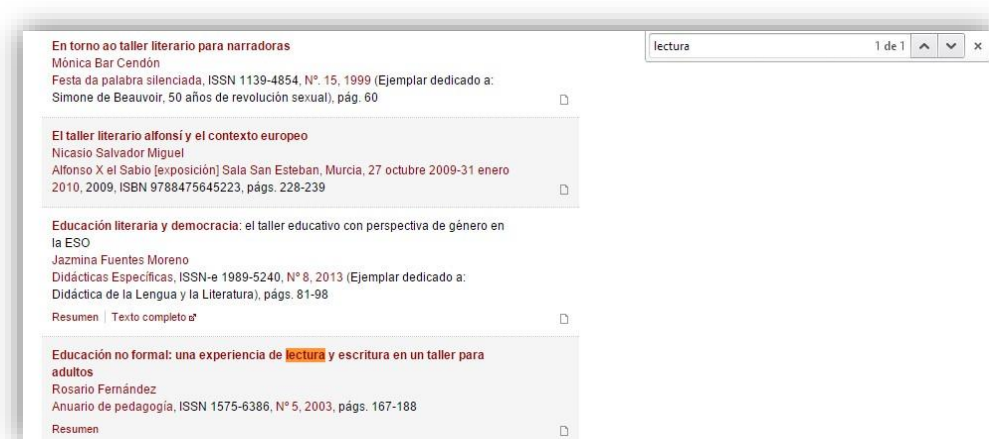 En torno ao taller literario para narradoras
Mónica Bar Cendón
Festa da palabra silenciada, ISSN 1139-4854, Nº. 15, 1999 (Ejemplar dedicado a:
Simone de Beauvoir, 50 años de revolución sexual), pág. 60
El taller literario alfonsí y el contexto europeo
Nicasio Salvador Miguel
Alfonso X el Sabio [exposición] Sala San Esteban, Murcia, 27 octubre 2009-31 enero
2010, 2009, ISBN 9788475645223, págs. 228-239
Educación literaria y democracia: el taller educativo con perspectiva de género en
la ESO
Jazmina Fuentes Moreno
Didácticas Específicas, ISSN-e 1989-5240, Nº 8, 2013 (Ejemplar dedicado a:
Didáctica de la Lengua y la Literatura), págs. 81-98
Resumen | Texto completo
Educación no formal: una experiencia de lectura y escritura en un taller para
adultos
Rosario Fernández
Anuario de pedagogía, ISSN 1575-6386, Nº 5, 2003, págs. 167-188
Resumen
lectura 1 de 1